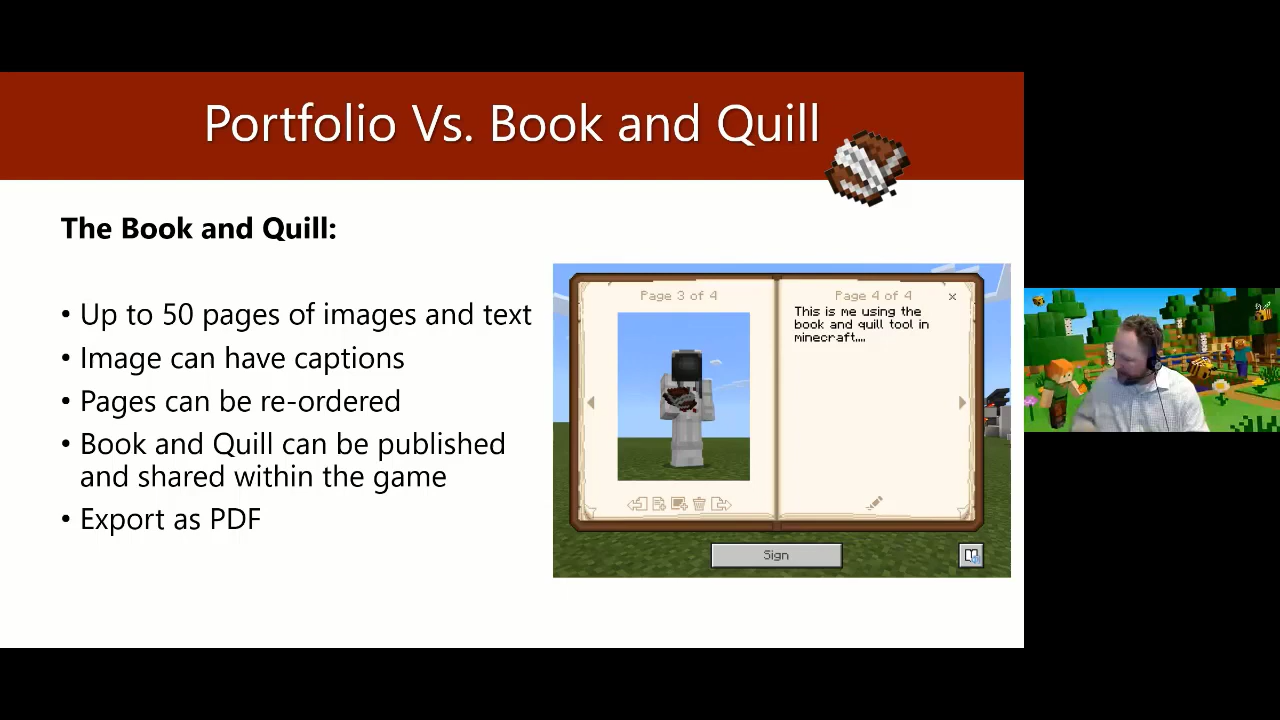 Portfolio Vs. Book and Quill
The Book and Quill:
• Up to 50 pages of images and text
• Image can have captions
• Pages can be re-ordered
• Book and Quill can be published
and shared within the game
• Export as PDF
Page 3 of 4
Page 4 of 4
This is me using the
book and quill tool in
minecraft...
Sign